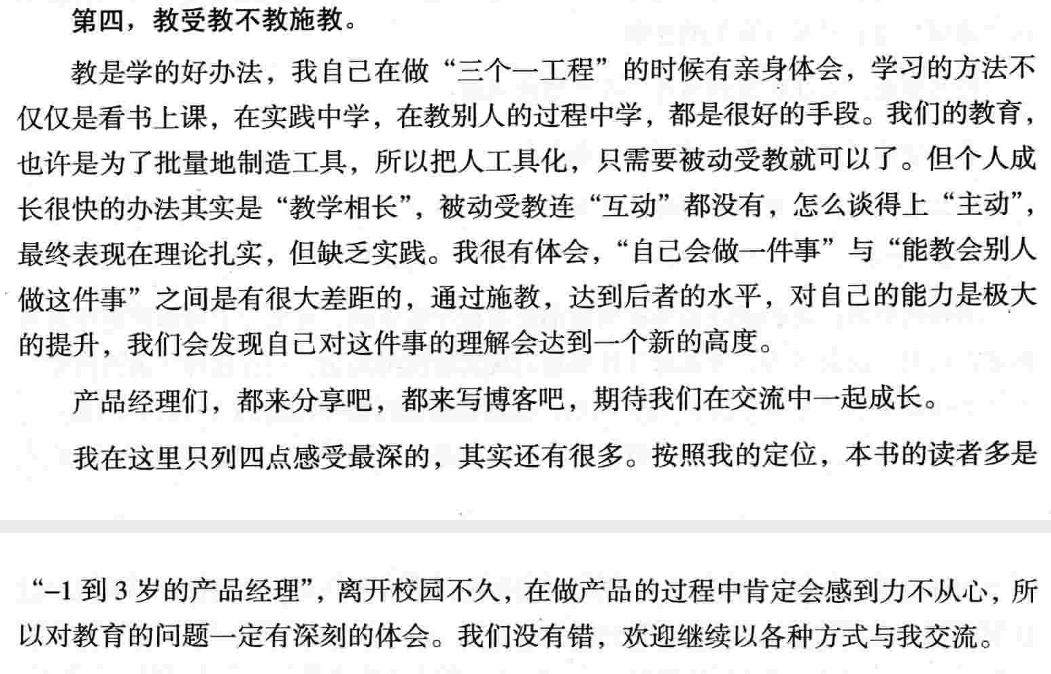 第四，教受教不教施教。
教是学的好办法，我自己在做“三个一工程”的时候有亲身体会，学习的方法不
仅仅是看书上课，在实践中学，在教别人的过程中学，都是很好的手段。我们的教育，
也许是为了批量地制造工具，所以把人工具化，只需要被动受教就可以了。但个人成
长很快的办法其实是“教学相长”，被动受教连“互动”都没有，怎么谈得上“主动”，
最终表现在理论扎实，但缺乏实践。我很有体会，“自己会做一件事”与“能教会别人
做这件事”之间是有很大差距的，通过施教，达到后者的水平，对自己的能力是极大
的提升，我们会发现自己对这件事的理解会达到一个新的高度。
产品经理们，都来分享吧，都来写博客吧，期待我们在交流中一起成长。
我在这里只列四点感受最深的，其实还有很多。按照我的定位，本书的读者多是
“–1 到 3 岁的产品经理”，离开校园不久，在做产品的过程中肯定会感到力不从心，所
以对教育的问题一定有深刻的体会。我们没有错，欢迎继续以各种方式与我交流。